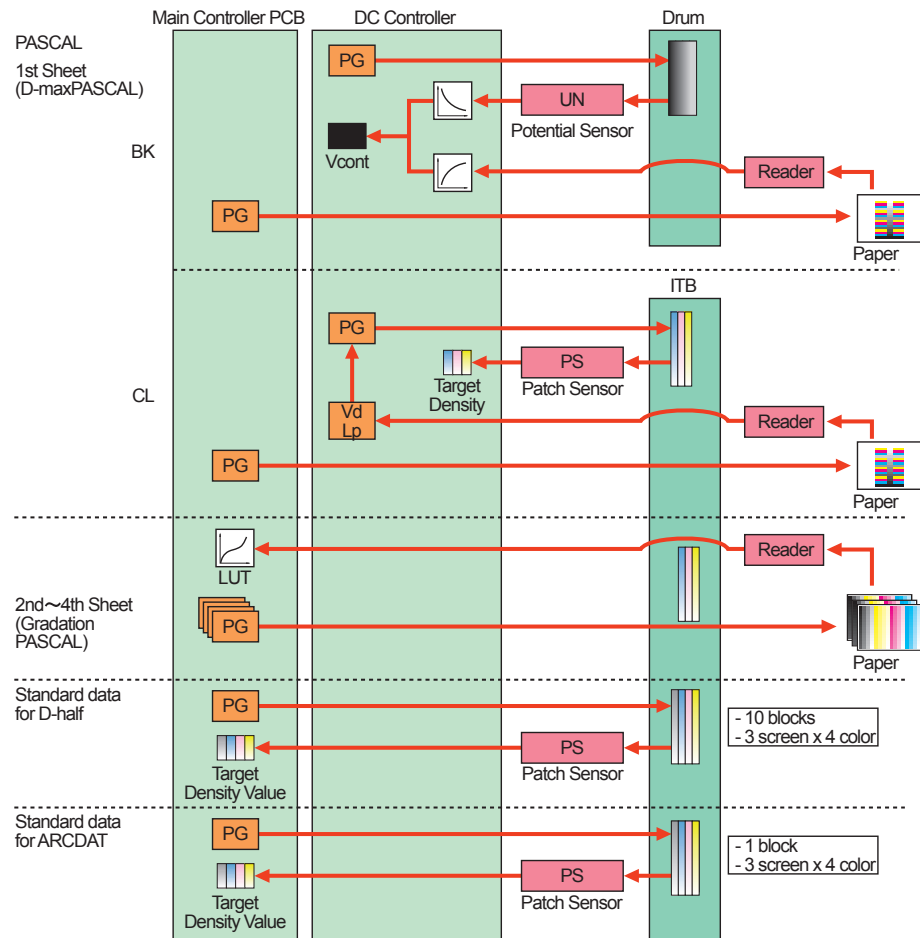 Main Controller PCB
DC Controller
Drum
PASCAL
1st Sheet
(D-maxPASCAL)
PG
UN
Potential Sensor
Vcont
BK
Reader
PG
Paper
ITB
PG
PS
Patch Sensor
Target
Density
CL
Vd
Lp
Reader
PG
Paper
LUT
Reader
2nd〜4th Sheet
(Gradation
PASCAL)
PG
Paper
Standard data
for D-half
PG
- 10 blocks
- 3 screen x 4 color
PS
Patch Sensor
Target
Density Value
Standard data
for ARCDAT
PG
- 1 block
- 3 screen x 4 color
PS
Patch Sensor
Target
Density Value